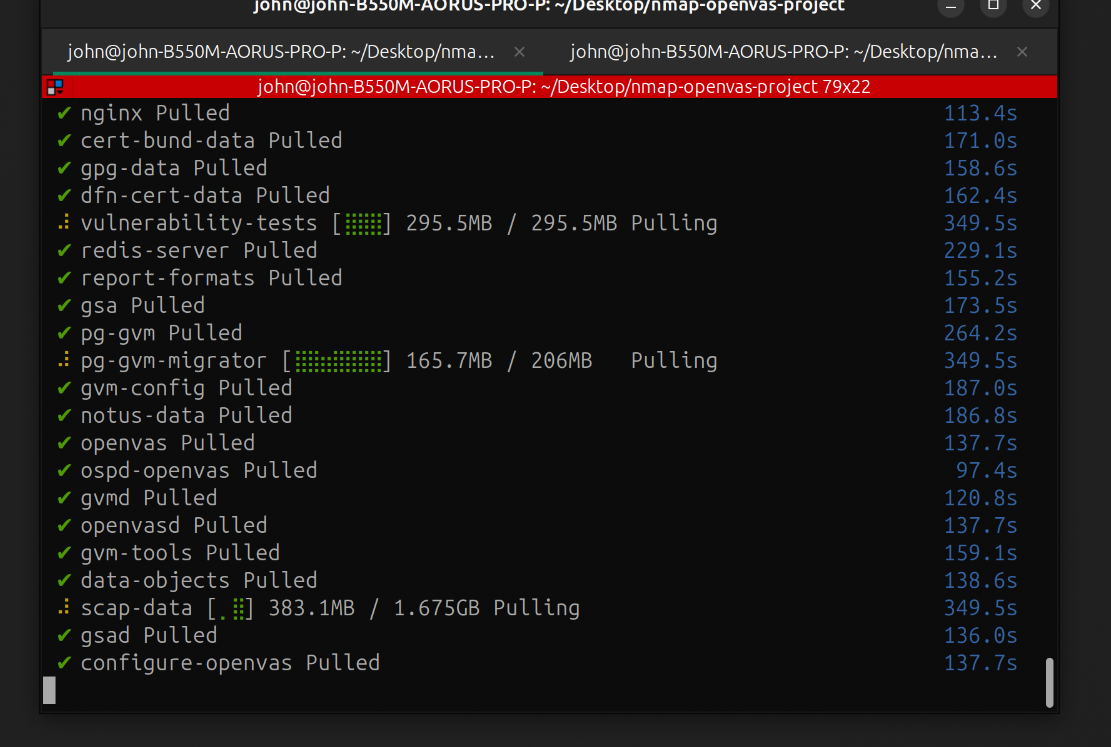 john@john-B550M-AORUS-PRO-P: ~/Desktop/nmap-openvas-project
john@john-B550M-AORUS-PRO-P: ~/Desktop/nma... × john@john-B550M-AORUS-PRO-P: ~/Desktop/nma... ×
john@john-B550M-AORUS-PRO-P: ~/Desktop/nmap-openvas-project 79x22
✔ nginx Pulled 113.4s
✔ cert-bund-data Pulled 171.0s
✔ gpg-data Pulled 158.6s
✔ dfn-cert-data Pulled 162.4s
⠼ vulnerability-tests [⣿⣿⣿] 295.5MB / 295.5MB Pulling 349.5s
✔ redis-server Pulled 229.1s
✔ report-formats Pulled 155.2s
✔ gsa Pulled 173.5s
✔ pg-gvm Pulled 264.2s
⠼ pg-gvm-migrator [⣿⣿⣤⣿⣿⣿⣿] 165.7MB / 206MB Pulling 349.5s
✔ gvm-config Pulled 187.0s
✔ notus-data Pulled 186.8s
✔ openvas Pulled 137.7s
✔ ospd-openvas Pulled 97.4s
✔ gvmd Pulled 120.8s
✔ openvasd Pulled 137.7s
✔ gvm-tools Pulled 159.1s
✔ data-objects Pulled 138.6s
⠼ scap-data [⡀⣿] 383.1MB / 1.675GB Pulling 349.5s
✔ gsad Pulled 136.0s
✔ configure-openvas Pulled 137.7s